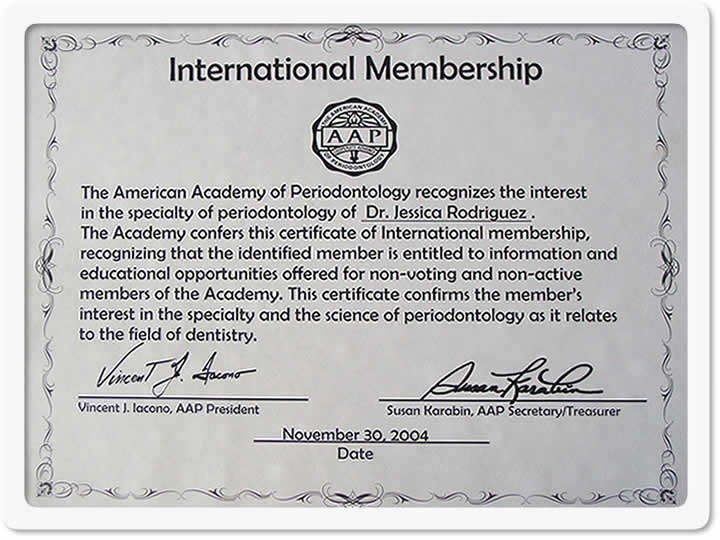 International Membership
THE AMERICAN ACADEMY
AAP
OF PERIODONTOLOGY
The American Academy of Periodontology recognizes the interest
in the specialty of periodontology of Dr. Jessica Rodriguez.
The Academy confers this certificate of International membership,
recognizing that the identified member is entitled to information and
educational opportunities offered for non-voting and non-active
members of the Academy. This certificate confirms the member's
interest in the specialty and the science of periodontology as it relates
to the field of dentistry.
Vincent J. Iacono
Susan Karabin
Vincent J. Iacono, AAP President
Susan Karabin, AAP Secretary/Treasurer
November 30, 2004
Date